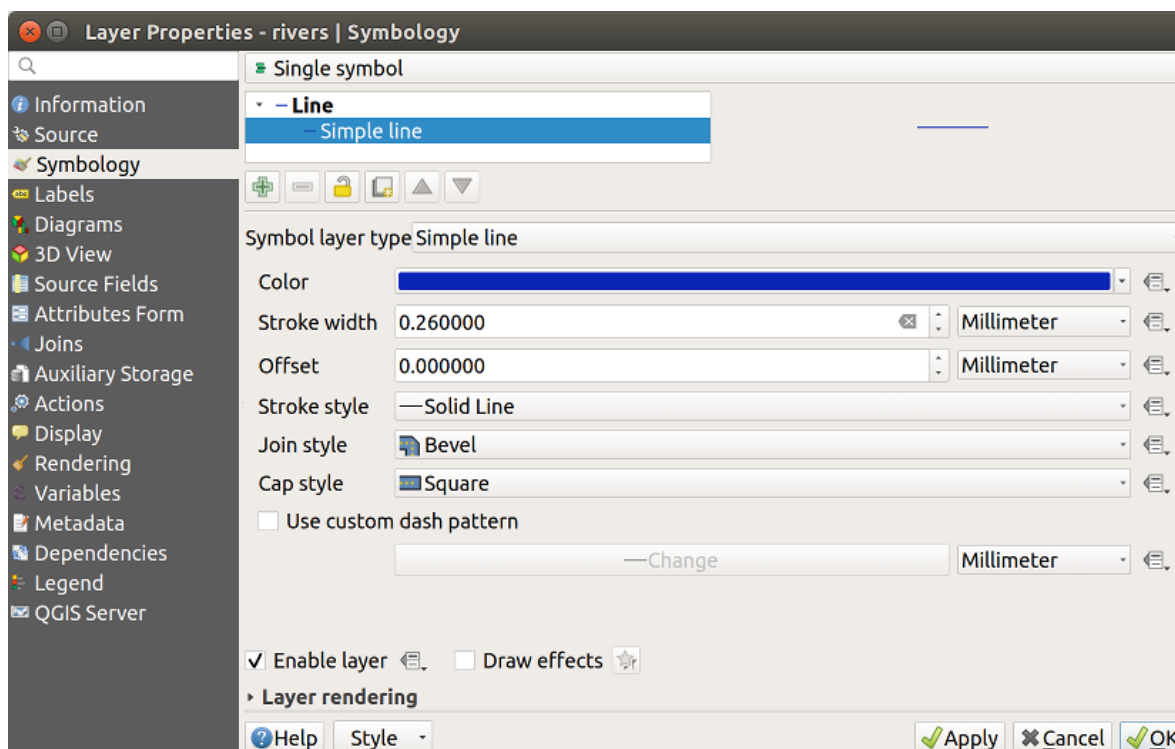 Layer Properties - rivers | Symbology
Single symbol
Information
Source
Symbology
Labels
Diagrams
3D View
Source Fields
Attributes Form
Joins
Auxiliary Storage
Actions
Display
Rendering
Variables
Metadata
Dependencies
Legend
QGIS Server
Line
Simple line
Symbol layer type Simple line
Color
Stroke width 0.260000 Millimeter
Offset 0.000000 Millimeter
Stroke style Solid Line
Join style Bevel
Cap style Square
Use custom dash pattern
Change Millimeter
Enable layer Draw effects
Layer rendering
Help Style Apply Cancel OK